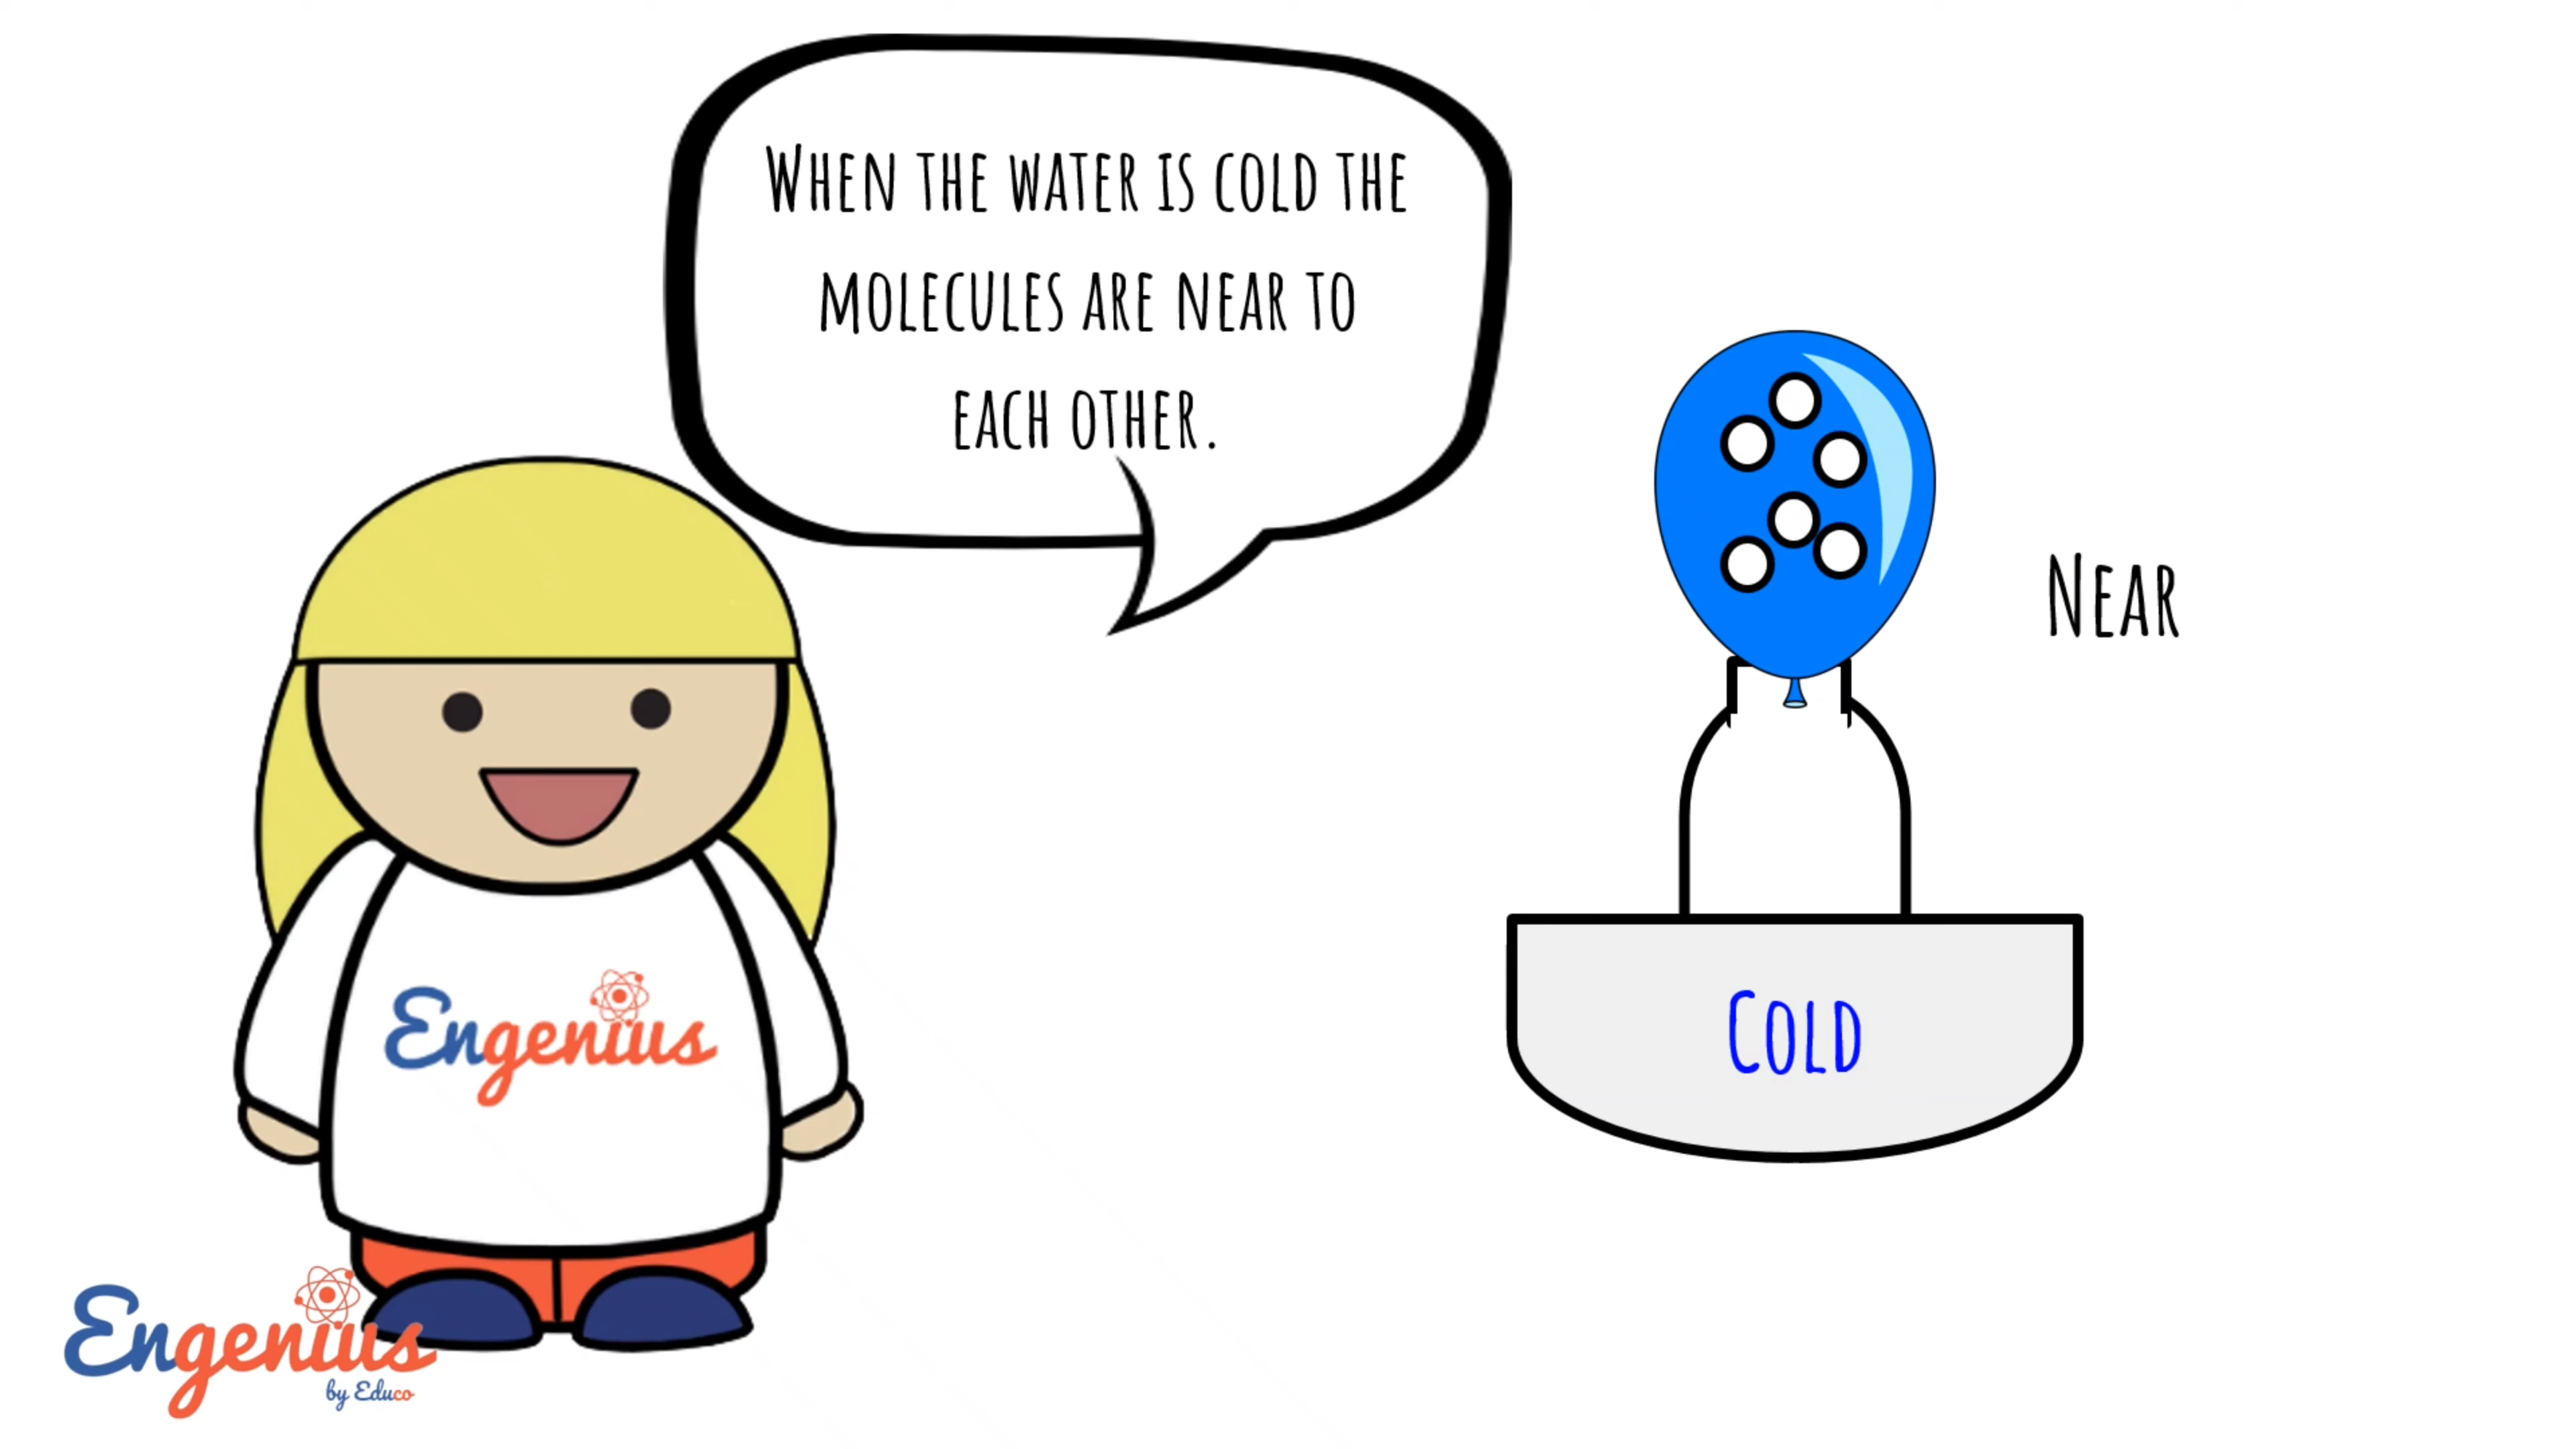 When the water is cold the
molecules are near to
each other.
Near
Cold
Engenius
Engenius
by Educo